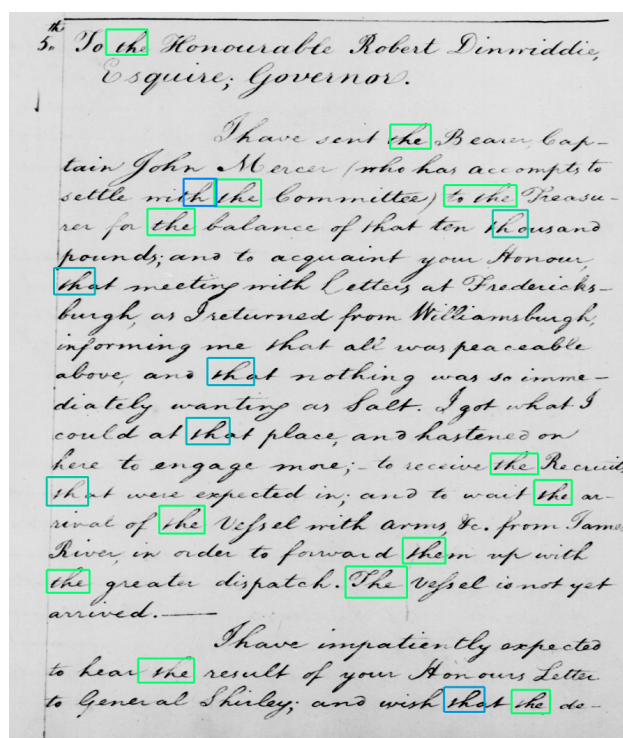 5th. To the Honourable Robert Dinwiddie,
Esquire; Governor.
I have sent the Bearer, Cap-
tain John Mercer (who has accompts to
settle with the Committee) to the Treasu-
rer for the balance of that ten thousand
pounds; and to acquaint your Honour,
that meeting with Letters at Fredericks-
burgh, as I returned from Williamsburgh,
informing me that all was peaceable
above, and that nothing was so imme-
diately wanting as Salt. I got what I
could at that place, and hastened on
here to engage more; to receive the Recruits
that were expected in; and to wait the ar-
rival of the Vessel with arms, &c. from James
River, in order to forward them up with
the greater dispatch. The Vessel is not yet
arrived.
I have impatiently expected
to hear the result of your Honours Letter
to General Shirley; and wish that the de-